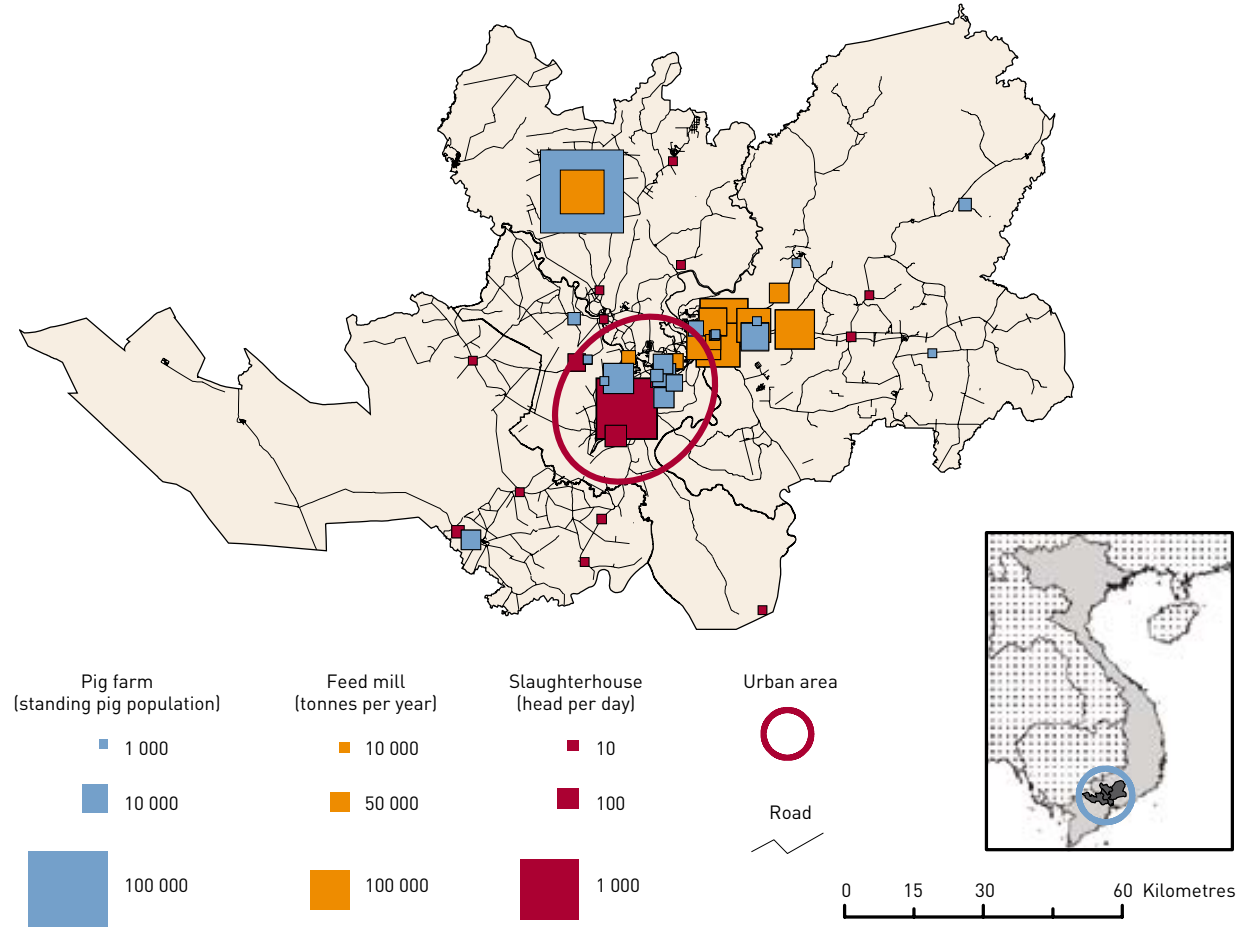 Pig farm
(standing pig population)
1 000
10 000
100 000
Feed mill
(tonnes per year)
10 000
50 000
100 000
Slaughterhouse
(head per day)
10
100
1 000
Urban area
Road
0 15 30 60 Kilometres